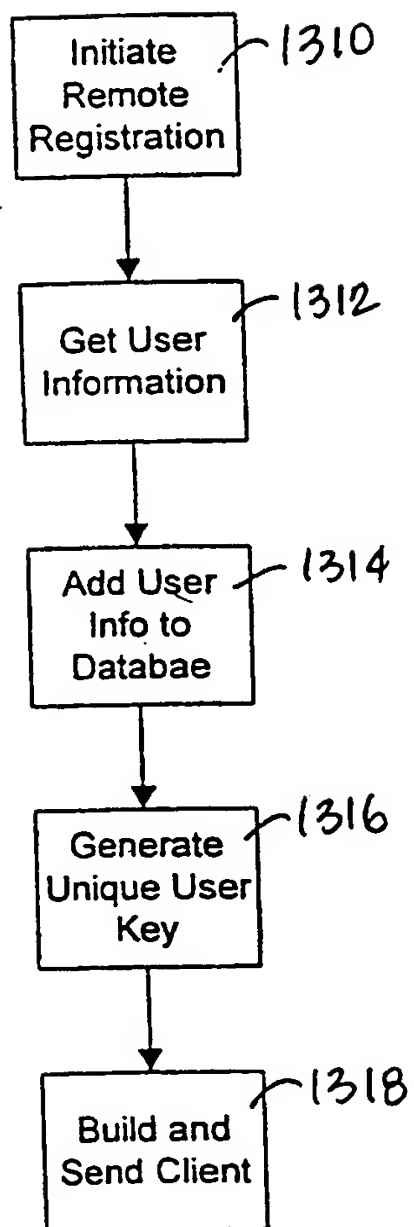 Initiate
Remote
Registration
1310
Get User
Information
1312
Add User
Info to
Databae
1314
Generate
Unique User
Key
1316
Build and
Send Client
1318